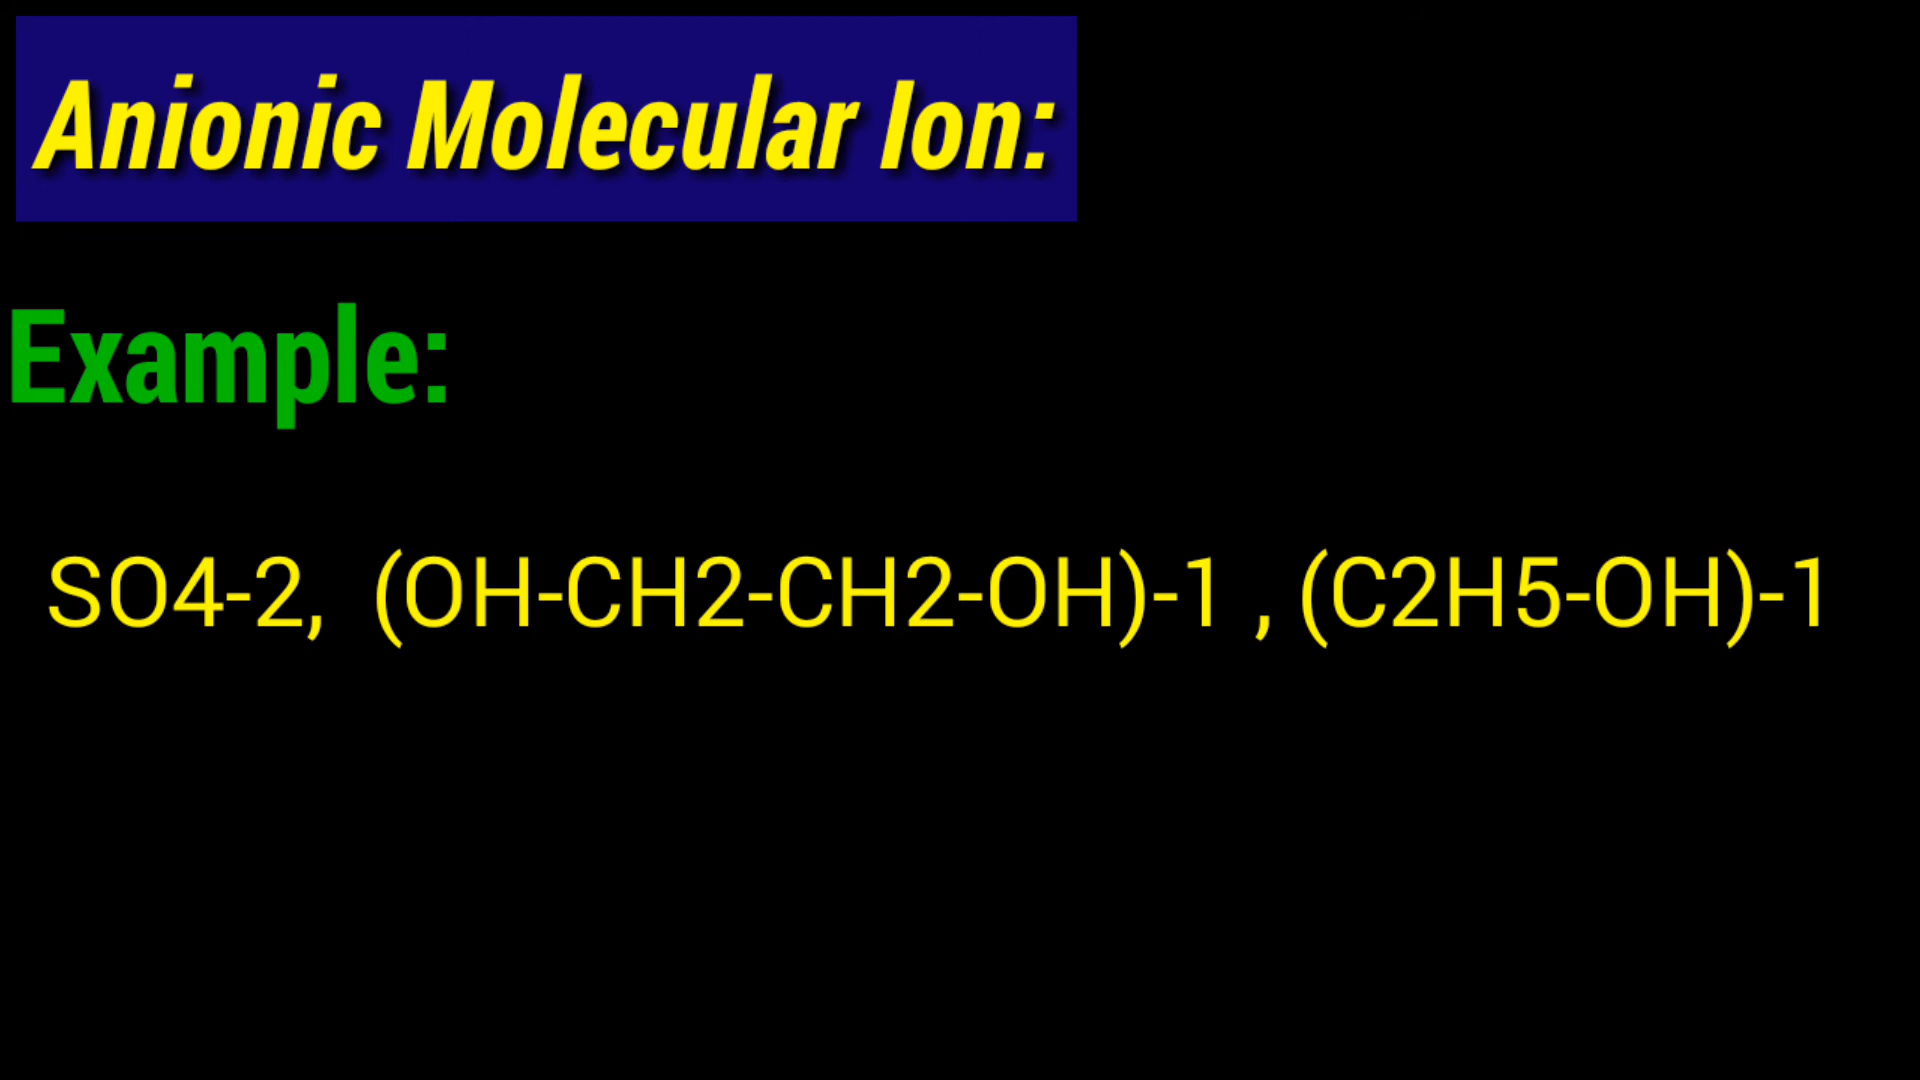 Anionic Molecular Ion:
Example:
SO4-2, (OH-CH2-CH2-OH)-1 , (C2H5-OH)-1